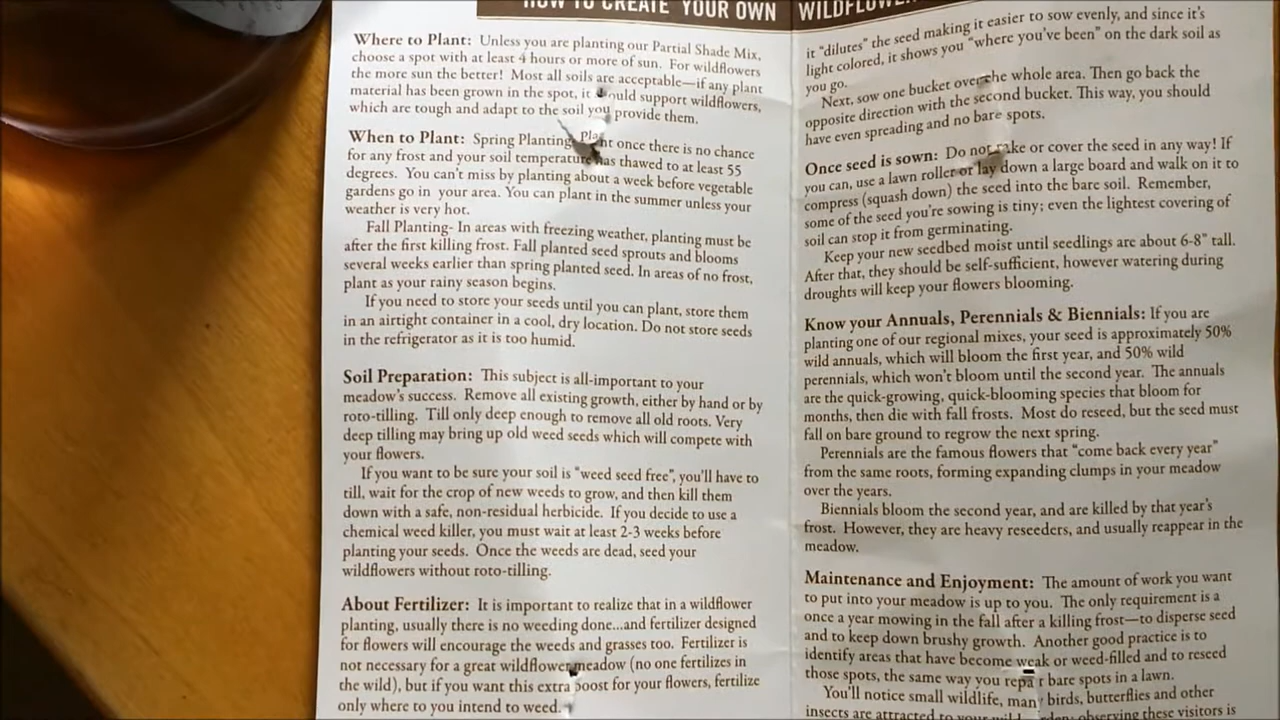 HOW TO CREATE YOUR OWN WILDFLOWER
Where to Plant: Unless you are planting our Partial Shade Mix,
choose a spot with at least 4 hours or more of sun. For wildflowers
the more sun the better! Most all soils are acceptable—if any plant
material has been grown in the spot, it should support wildflowers,
which are tough and adapt to the soil you provide them.
When to Plant: Spring Planting- Plant once there is no chance
for any frost and your soil temperature has thawed to at least 55
degrees. You can't miss by planting about a week before vegetable
gardens go in your area. You can plant in the summer unless your
weather is very hot.
Fall Planting- In areas with freezing weather, planting must be
after the first killing frost. Fall planted seed sprouts and blooms
several weeks earlier than spring planted seed. In areas of no frost,
plant as your rainy season begins.
If you need to store your seeds until you can plant, store them
in an airtight container in a cool, dry location. Do not store seeds
in the refrigerator as it is too humid.
Soil Preparation: This subject is all-important to your
meadow's success. Remove all existing growth, either by hand or by
roto-tilling. Till only deep enough to remove all old roots. Very
deep tilling may bring up old weed seeds which will compete with
your flowers.
If you want to be sure your soil is "weed seed free", you'll have to
till, wait for the crop of new weeds to grow, and then kill them
down with a safe, non-residual herbicide. If you decide to use a
chemical weed killer, you must wait at least 2-3 weeks before
planting your seeds. Once the weeds are dead, seed your
wildflowers without roto-tilling.
About Fertilizer: It is important to realize that in a wildflower
planting, usually there is no weeding done...and fertilizer designed
for flowers will encourage the weeds and grasses too. Fertilizer is
not necessary for a great wildflower meadow (no one fertilizes in
the wild), but if you want this extra boost for your flowers, fertilize
only where to you intend to weed.
it "dilutes" the seed making it easier to sow evenly, and since it's
light colored, it shows you "where you've been" on the dark soil as
you go.
Next, sow one bucket over the whole area. Then go back the
opposite direction with the second bucket. This way, you should
have even spreading and no bare spots.
Once seed is sown: Do not rake or cover the seed in any way! If
you can, use a lawn roller or lay down a large board and walk on it to
compress (squash down) the seed into the bare soil. Remember,
some of the seed you're sowing is tiny; even the lightest covering of
soil can stop it from germinating.
Keep your new seedbed moist until seedlings are about 6-8" tall.
After that, they should be self-sufficient, however watering during
droughts will keep your flowers blooming.
Know your Annuals, Perennials & Biennials: If you are
planting one of our regional mixes, your seed is approximately 50%
wild annuals, which will bloom the first year, and 50% wild
perennials, which won't bloom until the second year. The annuals
are the quick-growing, quick-blooming species that bloom for
months, then die with fall frosts. Most do reseed, but the seed must
fall on bare ground to regrow the next spring.
Perennials are the famous flowers that "come back every year"
from the same roots, forming expanding clumps in your meadow
over the years.
Biennials bloom the second year, and are killed by that year's
frost. However, they are heavy reseeders, and usually reappear in the
meadow.
Maintenance and Enjoyment: The amount of work you want
to put into your meadow is up to you. The only requirement is a
once a year mowing in the fall after a killing frost—to disperse seed
and to keep down brushy growth. Another good practice is to
identify areas that have become weak or weed-filled and to reseed
those spots, the same way you repair bare spots in a lawn.
You'll notice small wildlife, many birds, butterflies and other
insects are attracted to your wild observing these visitors is